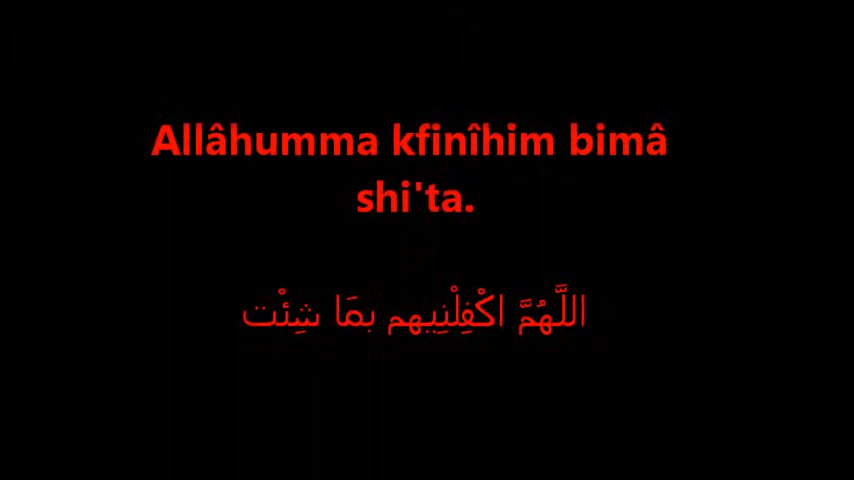 Allâhumma kfinîhim bimâ
shi'ta.
اللَّهُمَّ اكْفِلْنِيهم بمَا شِئْت